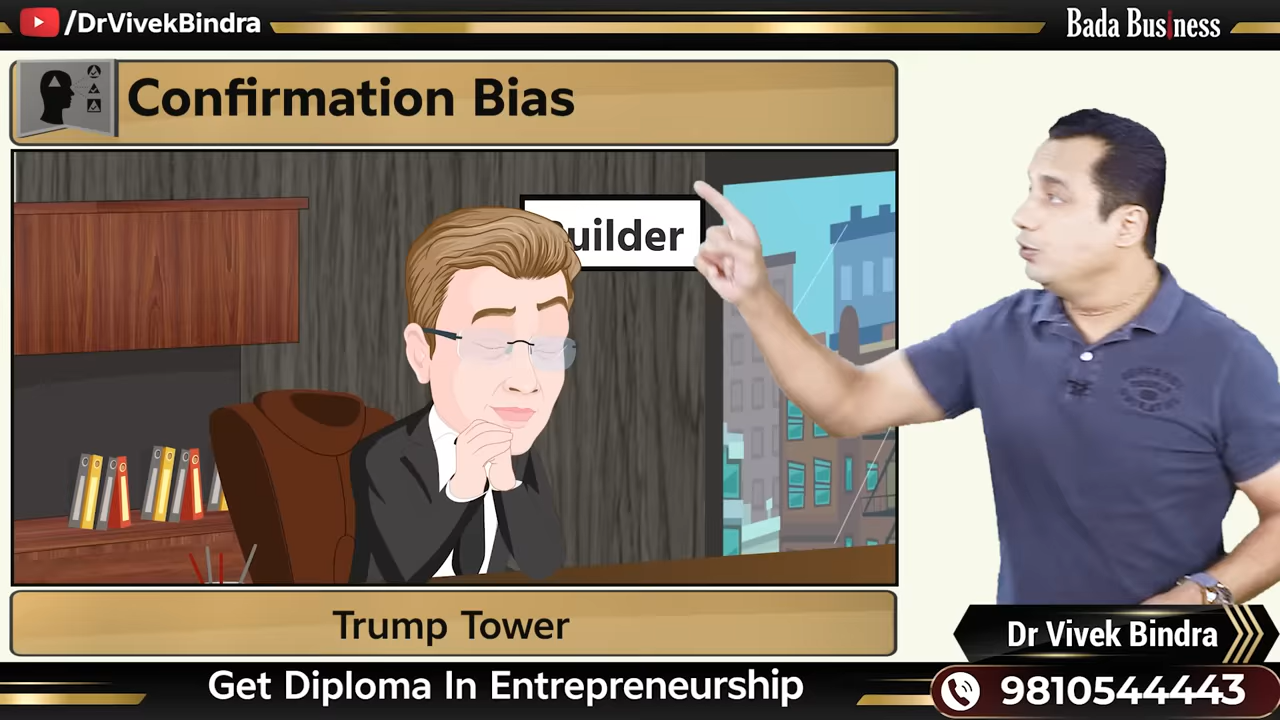 /DrVivekBindra
Bada Business
Confirmation Bias
uilder
Trump Tower
Dr Vivek Bindra
Get Diploma In Entrepreneurship
9810544443